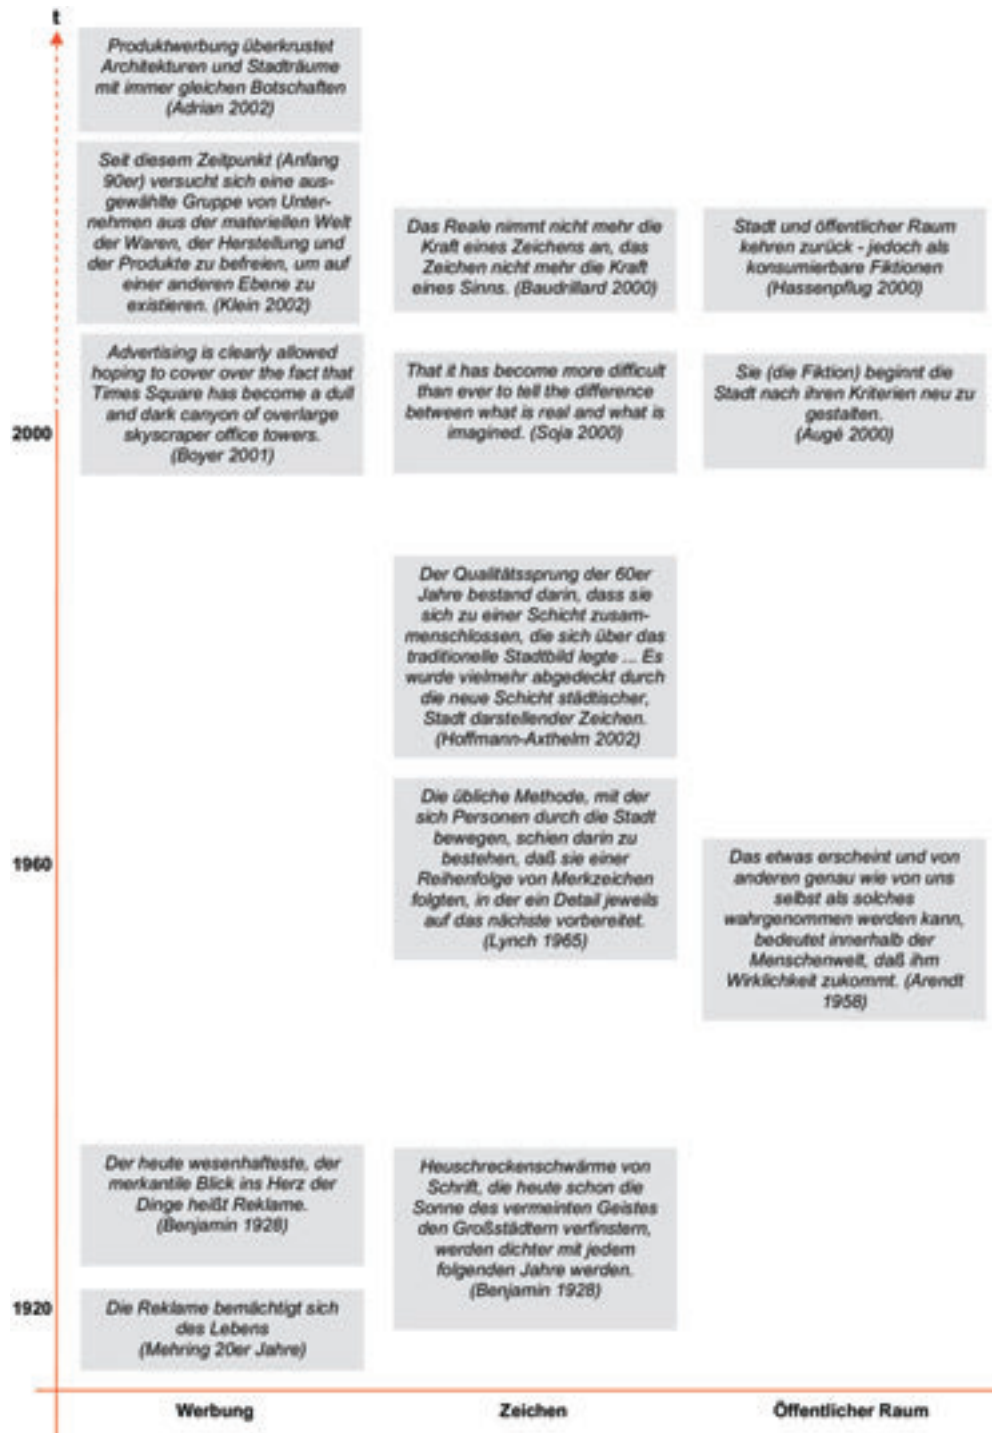 t
Produktwerbung überkrustet
Architekturen und Stadträume
mit immer gleichen Botschaften
(Adrian 2002)
Seit diesem Zeitpunkt (Anfang
90er) versucht sich eine aus-
gewählte Gruppe von Unter-
nehmen aus der materiellen Welt
der Waren, der Herstellung und
der Produkte zu befreien, um auf
einer anderen Ebene zu
existieren. (Klein 2002)
Advertising is clearly allowed
hoping to cover over the fact that
Times Square has become a dull
and dark canyon of overlarge
skyscraper office towers.
(Boyer 2001)
Das Reale nimmt nicht mehr die
Kraft eines Zeichens an, das
Zeichen nicht mehr die Kraft
eines Sinns. (Baudrillard 2000)
That it has become more difficult
than ever to tell the difference
between what is real and what is
imagined. (Soja 2000)
Stadt und öffentlicher Raum
kehren zurück - jedoch als
konsumierbare Fiktionen
(Hassenpflug 2000)
Sie (die Fiktion) beginnt die
Stadt nach ihren Kriterien neu zu
gestalten.
(Augé 2000)
2000
Der Qualitätssprung der 60er
Jahre bestand darin, dass sie
sich zu einer Schicht zusam-
menschlossen, die sich über das
traditionelle Stadtbild legte ... Es
wurde vielmehr abgedeckt durch
die neue Schicht städtischer,
Stadt darstellender Zeichen.
(Hoffmann-Axthelm 2002)
Die übliche Methode, mit der
sich Personen durch die Stadt
bewegen, schien darin zu
bestehen, daß sie einer
Reihenfolge von Merkzeichen
folgten, in der ein Detail jeweils
auf das nächste vorbereitet.
(Lynch 1965)
1960
Das etwas erscheint und von
anderen genau wie von uns
selbst als solches
wahrgenommen werden kann,
bedeutet innerhalb der
Menschenwelt, daß ihm
Wirklichkeit zukommt. (Arendt
1958)
Der heute wesenhafteste, der
merkantile Blick ins Herz der
Dinge heißt Reklame.
(Benjamin 1928)
Heuschreckenschwärme von
Schrift, die heute schon die
Sonne des vermeinten Geistes
den Großstädtern verfinstern,
werden dichter mit jedem
folgenden Jahre werden.
(Benjamin 1928)
1920
Die Reklame bemächtigt sich
des Lebens
(Mehring 20er Jahre)
Werbung
Zeichen
Öffentlicher Raum